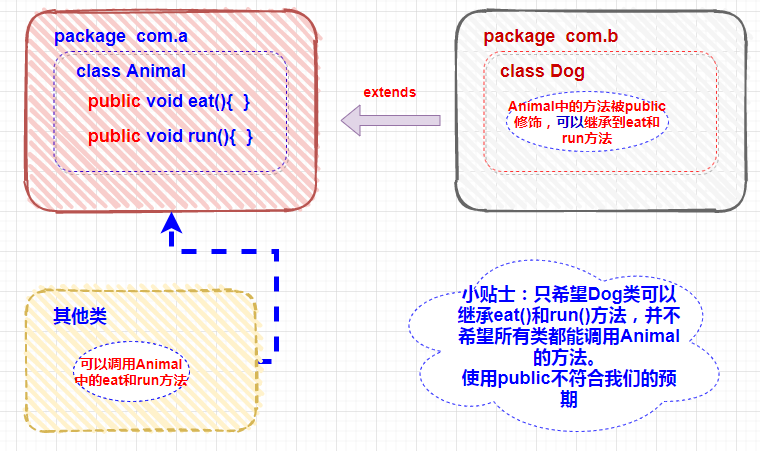 package  com.a
class Animal
public void eat(){  }
public void run(){  }
extends
package  com.b
class Dog
Animal中的方法被public
修饰，可以继承到eat和
run方法
其他类
可以调用Animal
中的eat和run方法
小贴士：只希望Dog类可以
继承eat()和run()方法，并不
希望所有类都能调用Animal
的方法。
使用public不符合我们的预
期